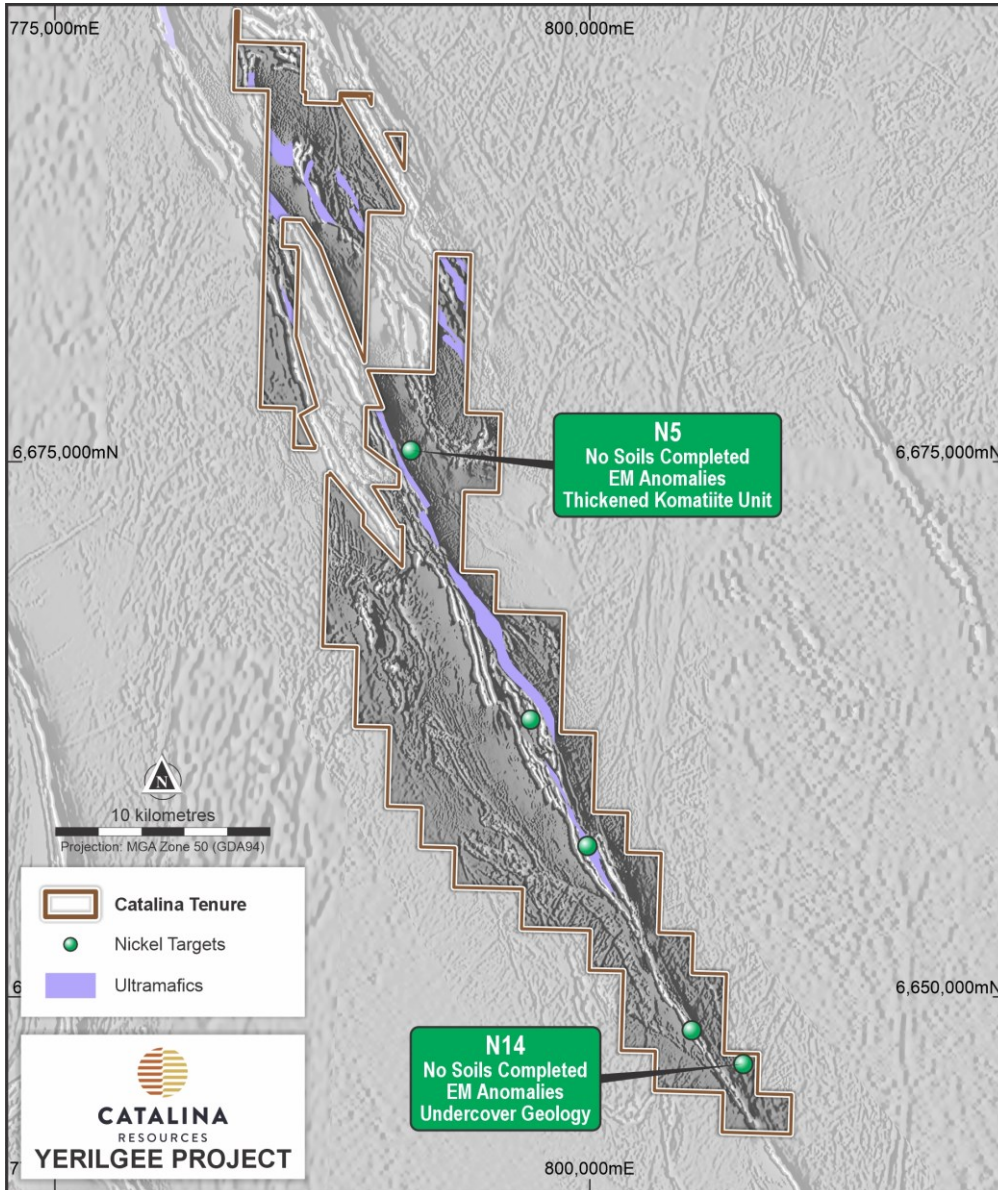 775,000mE
800,000mE
N5
No Soils Completed
EM Anomalies
Thickened Komatiite Unit
6,675,000mN
6,675,000mN
N
10 kilometres
Projection: MGA Zone 50 (GDA94)
Catalina Tenure
Nickel Targets
Ultramafics
6,650,000mN
N14
No Soils Completed
EM Anomalies
Undercover Geology
CATALINA
RESOURCES
YERILGEE PROJECT
800,000mE